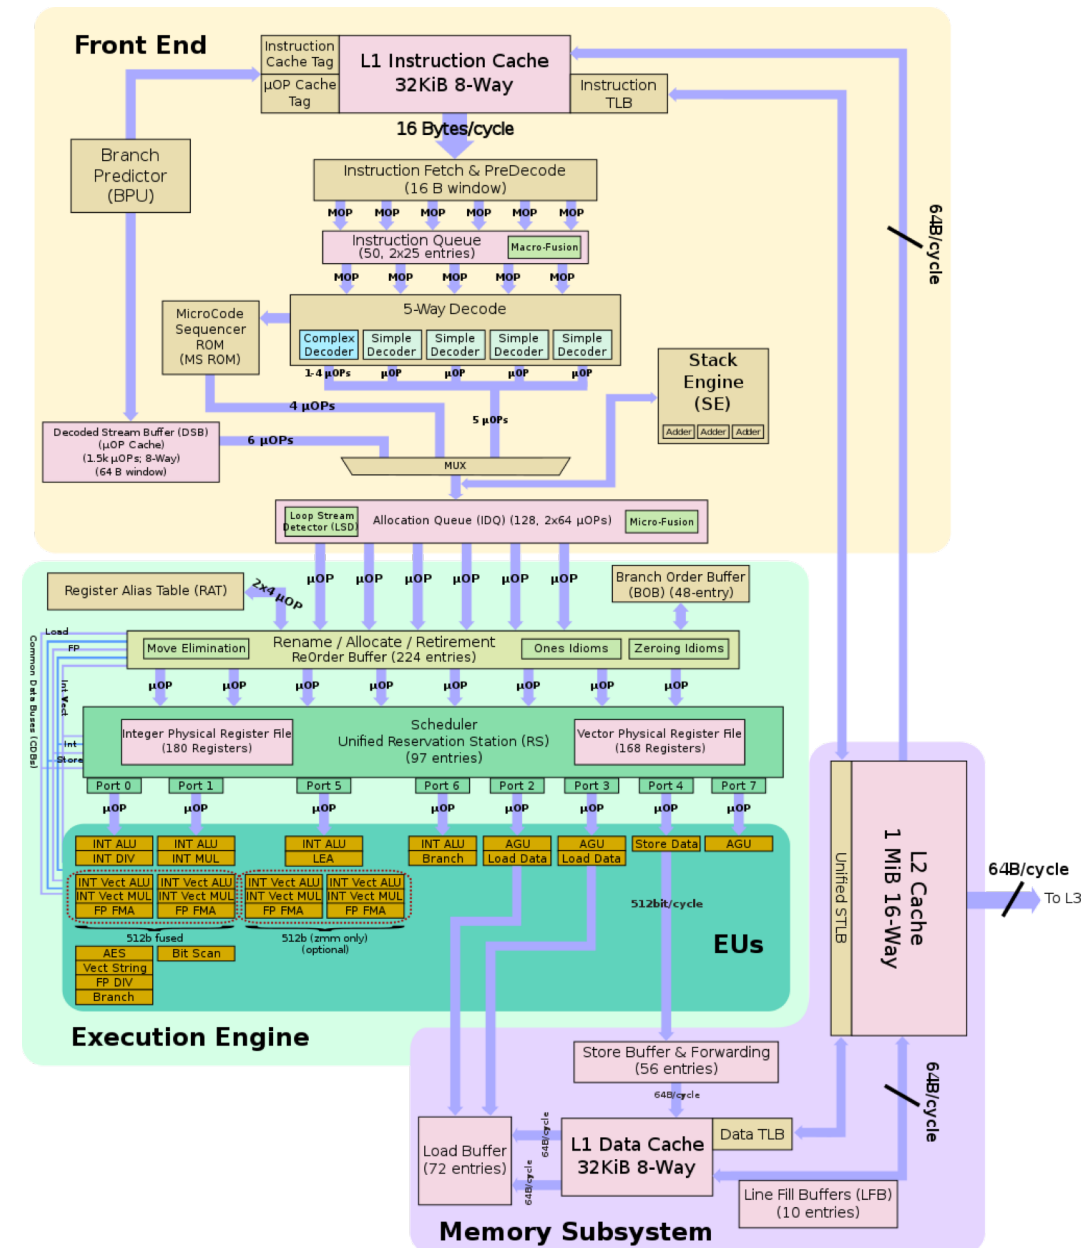 Front End
Instruction
Cache Tag
µOP Cache
Tag
L1 Instruction Cache
32KiB 8-Way
Instruction
TLB
16 Bytes/cycle
Branch
Predictor
(BPU)
Instruction Fetch & PreDecode
(16 B window)
MOP MOP MOP MOP MOP MOP
Instruction Queue
(50, 2x25 entries)
Macro-Fusion
MOP MOP MOP MOP MOP
64B/cycle
MicroCode
Sequencer
ROM
(MS ROM)
5-Way Decode
Complex
Decoder
Simple
Decoder
Simple
Decoder
Simple
Decoder
Simple
Decoder
1-4 µOPs µOP µOP µOP µOP
Stack
Engine
(SE)
Adder Adder Adder
4 µOPs
5 µOPs
Decoded Stream Buffer (DSB)
(µOP Cache)
(1.5k µOPs; 8-Way)
(64 B window)
6 µOPs
MUX
Loop Stream
Detector (LSD)
Allocation Queue (IDQ) (128, 2x64 µOPs)
Micro-Fusion
µOP µOP µOP µOP µOP µOP
Register Alias Table (RAT)
2x4 µOP
Branch Order Buffer
(BOB) (48-entry)
Load
FP
Common Data Buses (CDBs)
Int Vect
Int
Store
Move Elimination
Rename / Allocate / Retirement
ReOrder Buffer (224 entries)
Ones Idioms
Zeroing Idioms
µOP µOP µOP µOP µOP µOP µOP µOP
Integer Physical Register File
(180 Registers)
Scheduler
Unified Reservation Station (RS)
(97 entries)
Vector Physical Register File
(168 Registers)
Port 0 Port 1 Port 5 Port 6 Port 2 Port 3 Port 4 Port 7
µOP µOP µOP µOP µOP µOP µOP µOP
INT ALU
INT DIV
INT ALU
INT MUL
INT ALU
LEA
INT ALU
Branch
AGU
Load Data
AGU
Load Data
Store Data
AGU
INT Vect ALU
INT Vect MUL
FP FMA
INT Vect ALU
INT Vect MUL
FP FMA
INT Vect ALU
INT Vect MUL
FP FMA
INT Vect ALU
INT Vect MUL
FP FMA
512b fused
512b (zmm only)
(optional)
AES
Vect String
FP DIV
Branch
Bit Scan
512bit/cycle
EUs
Execution Engine
Unified STLB
L2 Cache
1 MiB 16-Way
64B/cycle
To L3
Store Buffer & Forwarding
(56 entries)
64B/cycle
64B/cycle
Load Buffer
(72 entries)
64B/cycle
64B/cycle
L1 Data Cache
32KiB 8-Way
Data TLB
Line Fill Buffers (LFB)
(10 entries)
Memory Subsystem